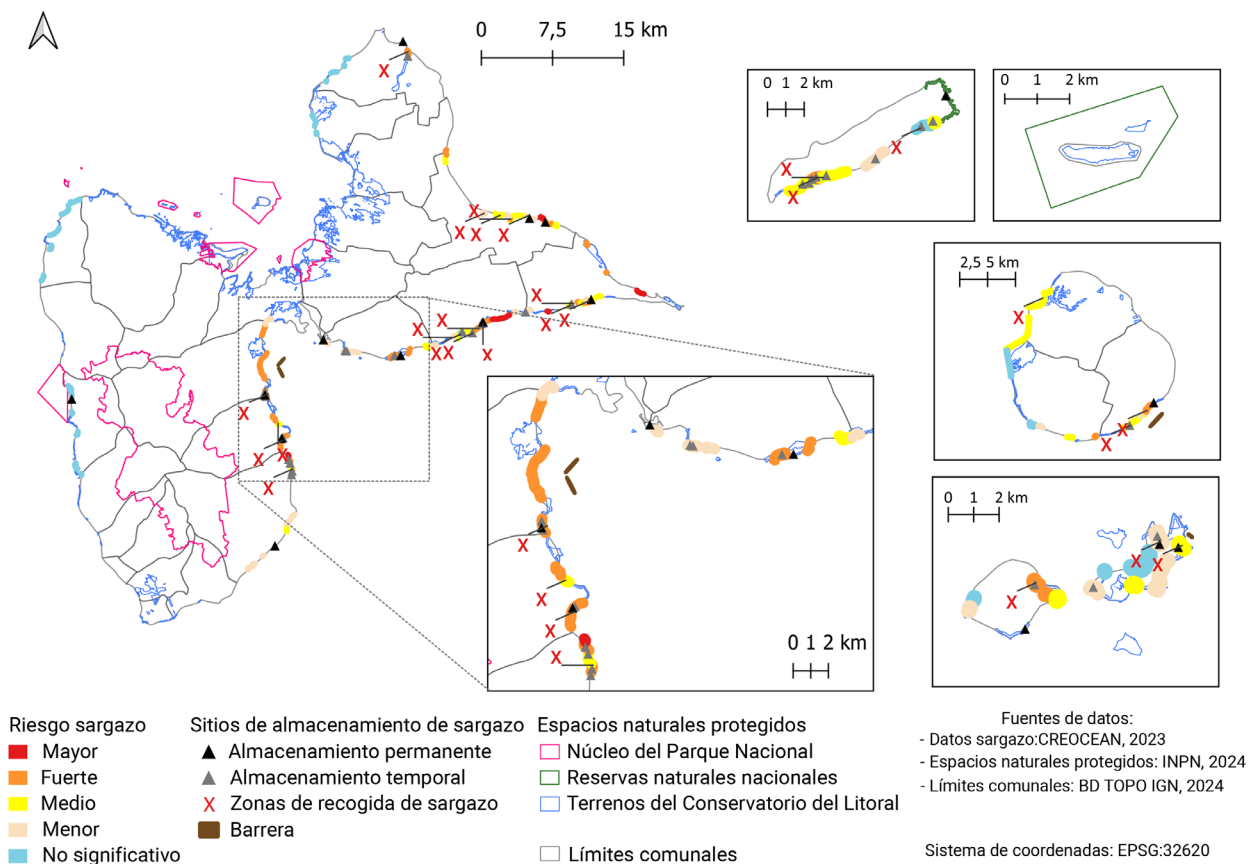 0 7,5 15 km
0 1 2 km
0 1 2 km
2,5 5 km
0 1 2 km
0 1 2 km
Riesgo sargazo
Mayor
Fuerte
Medio
Menor
No significativo
Sitios de almacenamiento de sargazo
Almacenamiento permanente
Almacenamiento temporal
X Zonas de recogida de sargazo
Barrera
Espacios naturales protegidos
Núcleo del Parque Nacional
Reservas naturales nacionales
Terrenos del Conservatorio del Litoral
Límites comunales
Fuentes de datos:
- Datos sargazo:CREOCEAN, 2023
- Espacios naturales protegidos: INPN, 2024
- Límites comunales: BD TOPO IGN, 2024
Sistema de coordenadas: EPSG:32620